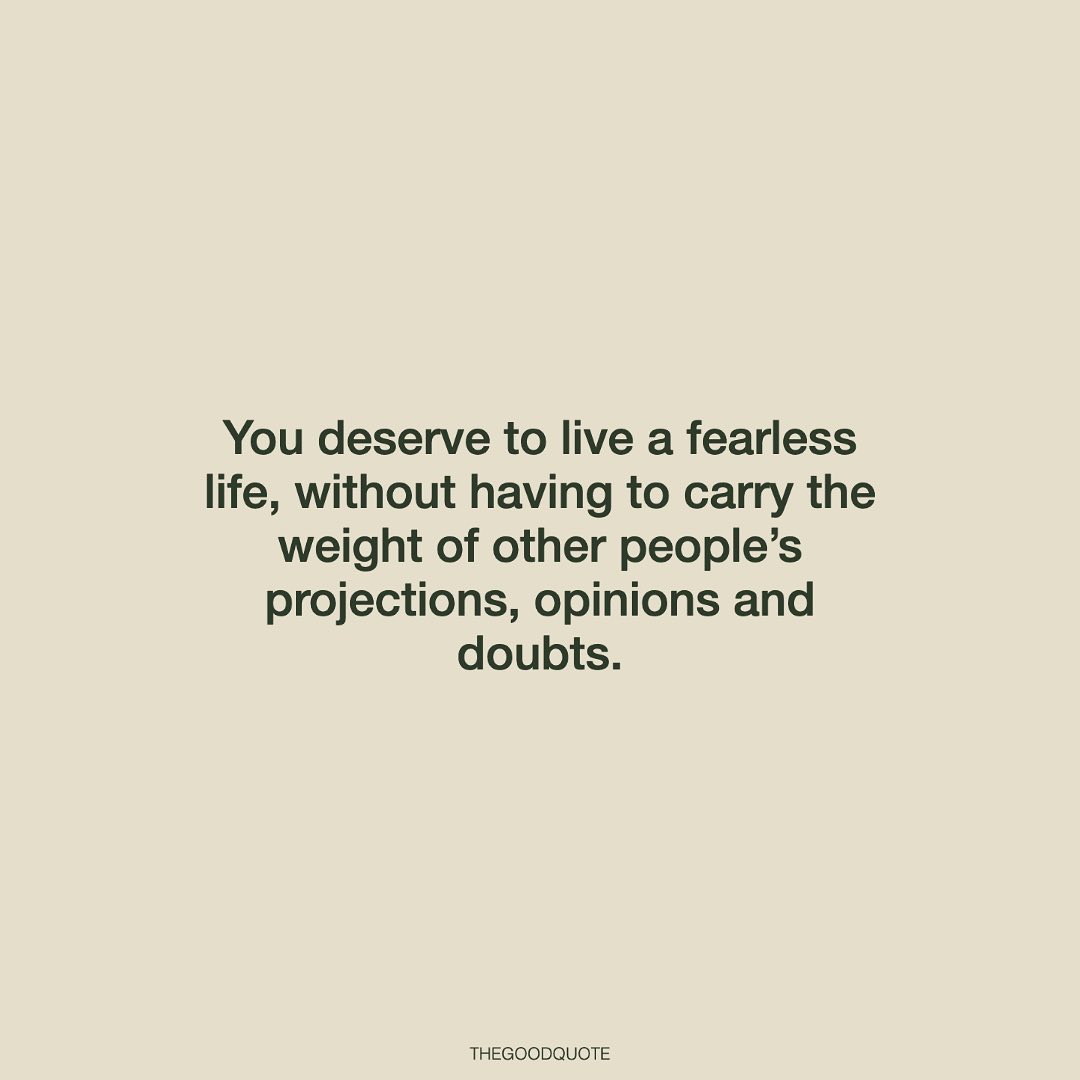 You deserve to live a fearless
life, without having to carry the
weight of other people’s
projections, opinions and
doubts.
THEGOODQUOTE